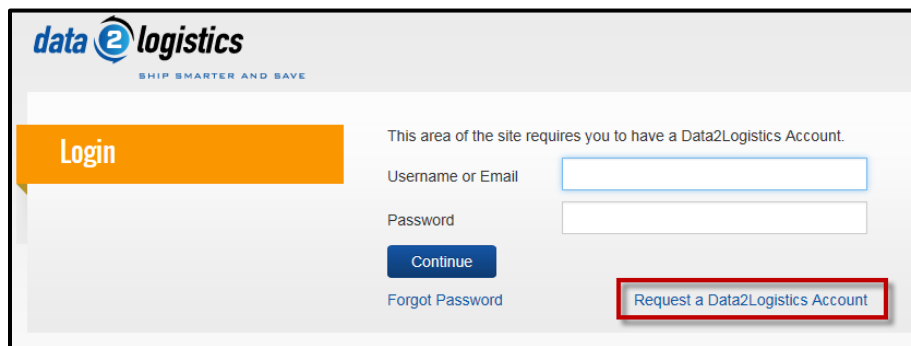 data 2 logistics
SHIP SMARTER AND SAVE
Login
This area of the site requires you to have a Data2Logistics Account.
Username or Email
Password
Continue
Forgot Password Request a Data2Logistics Account